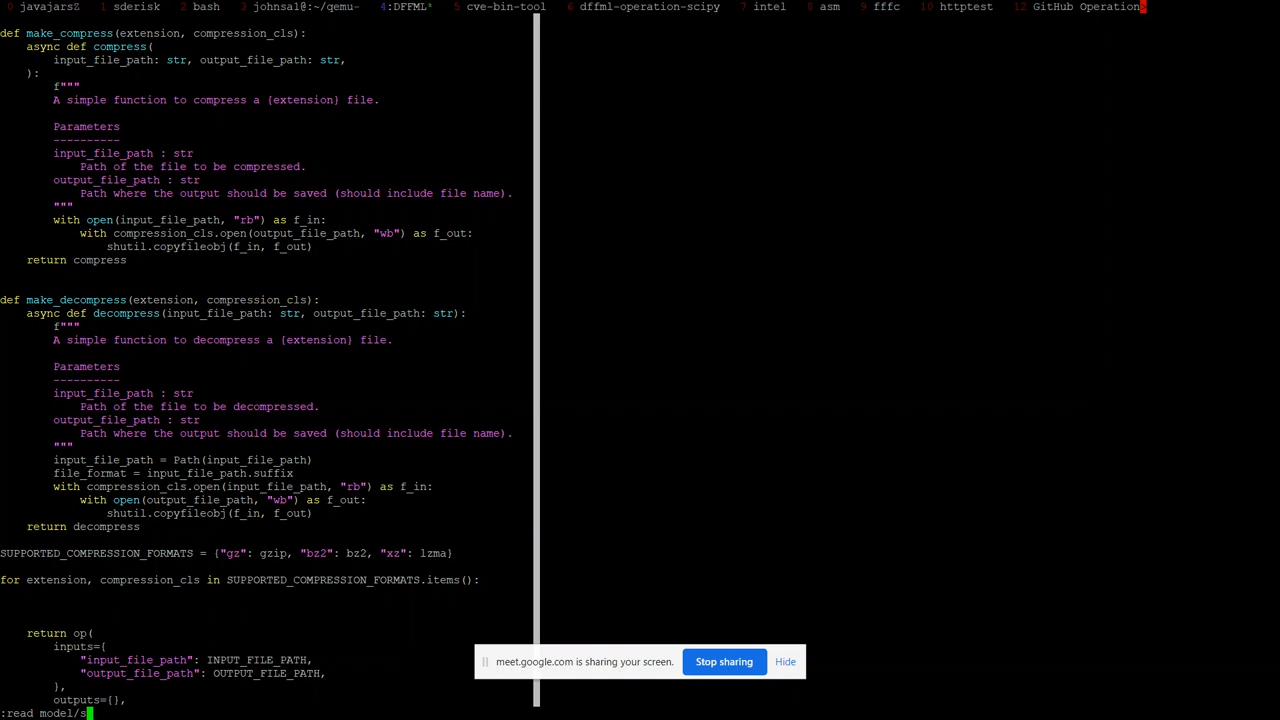 0 javajarsZ 1 sderisk 2 bash 3 johnsal@:~/qemu- 4:DFFML* 5 cve-bin-tool 6 dffml-operation-scipy 7 intel 8 asm 9 fffc 10 httptest 12 GitHub Operation>
def make_compress(extension, compression_cls):
    async def compress(
        input_file_path: str, output_file_path: str,
    ):
        f"""
        A simple function to compress a {extension} file.
        Parameters
        ----------
        input_file_path : str
            Path of the file to be compressed.
        output_file_path : str
            Path where the output should be saved (should include file name).
        """
        with open(input_file_path, "rb") as f_in:
            with compression_cls.open(output_file_path, "wb") as f_out:
                shutil.copyfileobj(f_in, f_out)
    return compress
def make_decompress(extension, compression_cls):
    async def decompress(input_file_path: str, output_file_path: str):
        f"""
        A simple function to decompress a {extension} file.
        Parameters
        ----------
        input_file_path : str
            Path of the file to be decompressed.
        output_file_path : str
            Path where the output should be saved (should include file name).
        """
        input_file_path = Path(input_file_path)
        file_format = input_file_path.suffix
        with compression_cls.open(input_file_path, "rb") as f_in:
            with open(output_file_path, "wb") as f_out:
                shutil.copyfileobj(f_in, f_out)
    return decompress
SUPPORTED_COMPRESSION_FORMATS = {"gz": gzip, "bz2": bz2, "xz": lzma}
for extension, compression_cls in SUPPORTED_COMPRESSION_FORMATS.items():
    return op(
        inputs={
            "input_file_path": INPUT_FILE_PATH,
            "output_file_path": OUTPUT_FILE_PATH,
        },
        outputs={},
:read model/s
meet.google.com is sharing your screen. Stop sharing Hide